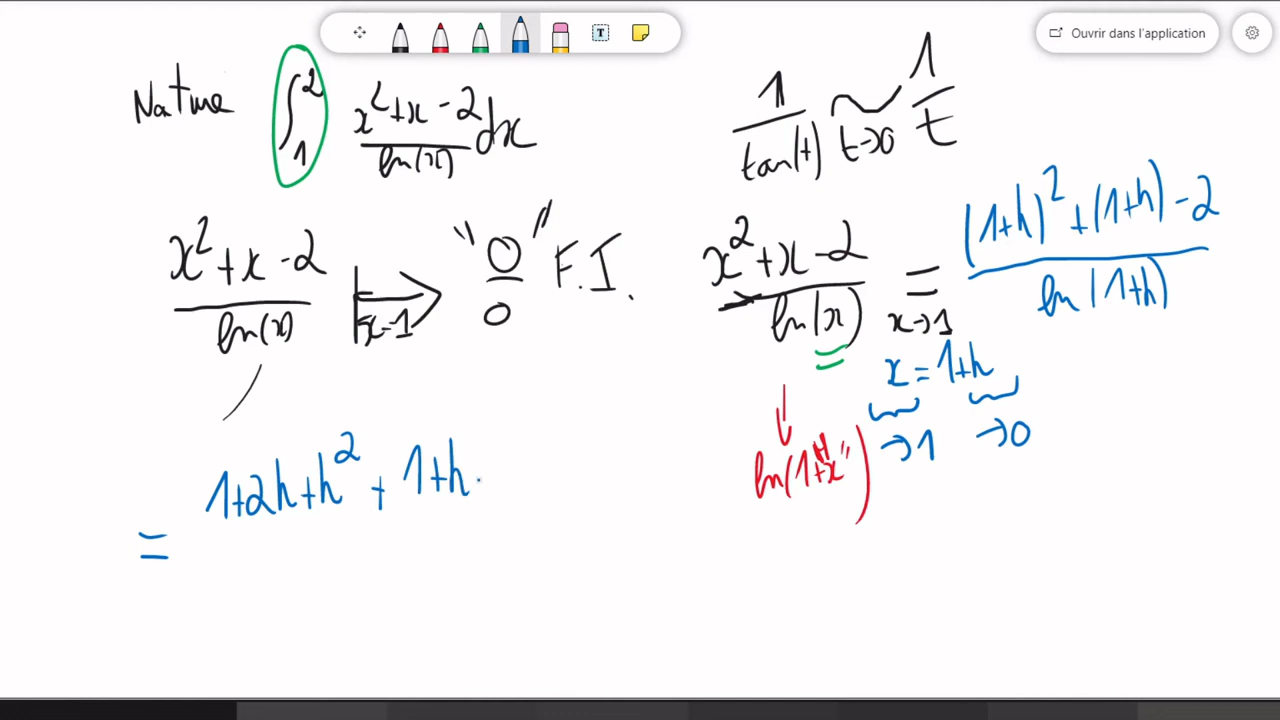 Ouvrir dans l'application
Nature ∫₁² (x²+x-2)/ln(x) dx
1/tan(t) ~ 1/t
t→0
(x²+x-2)/ln(x) |→ "0/0" F.I.
x=1
(x²+x-2)/ln(x) = ((1+h)²+(1+h)-2)/ln(1+h)
x→1
x = 1+h
→1 →0
ln(1+"x")
= 1+2h+h² + 1+h